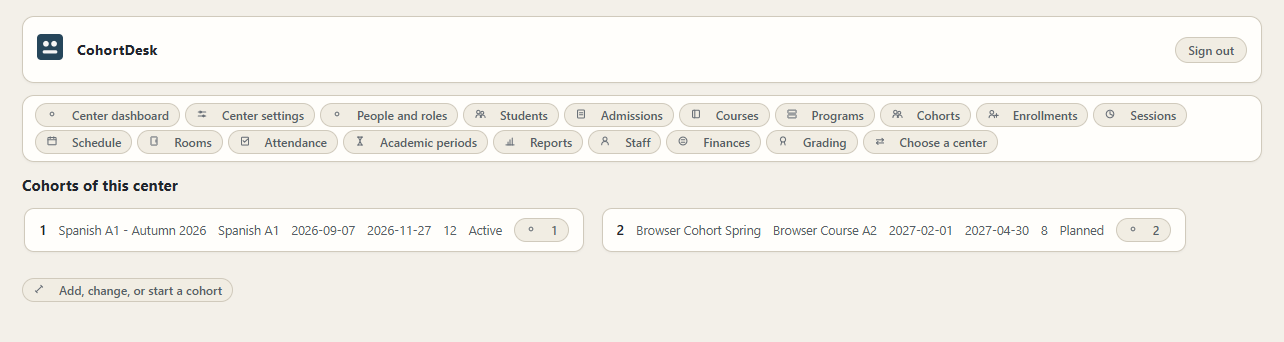 CohortDesk
Sign out
Center dashboard Center settings People and roles Students Admissions Courses Programs Cohorts Enrollments Sessions
Schedule Rooms Attendance Academic periods Reports Staff Finances Grading Choose a center
Cohorts of this center
1 Spanish A1 - Autumn 2026 Spanish A1 2026-09-07 2026-11-27 12 Active 1
2 Browser Cohort Spring Browser Course A2 2027-02-01 2027-04-30 8 Planned 2
Add, change, or start a cohort